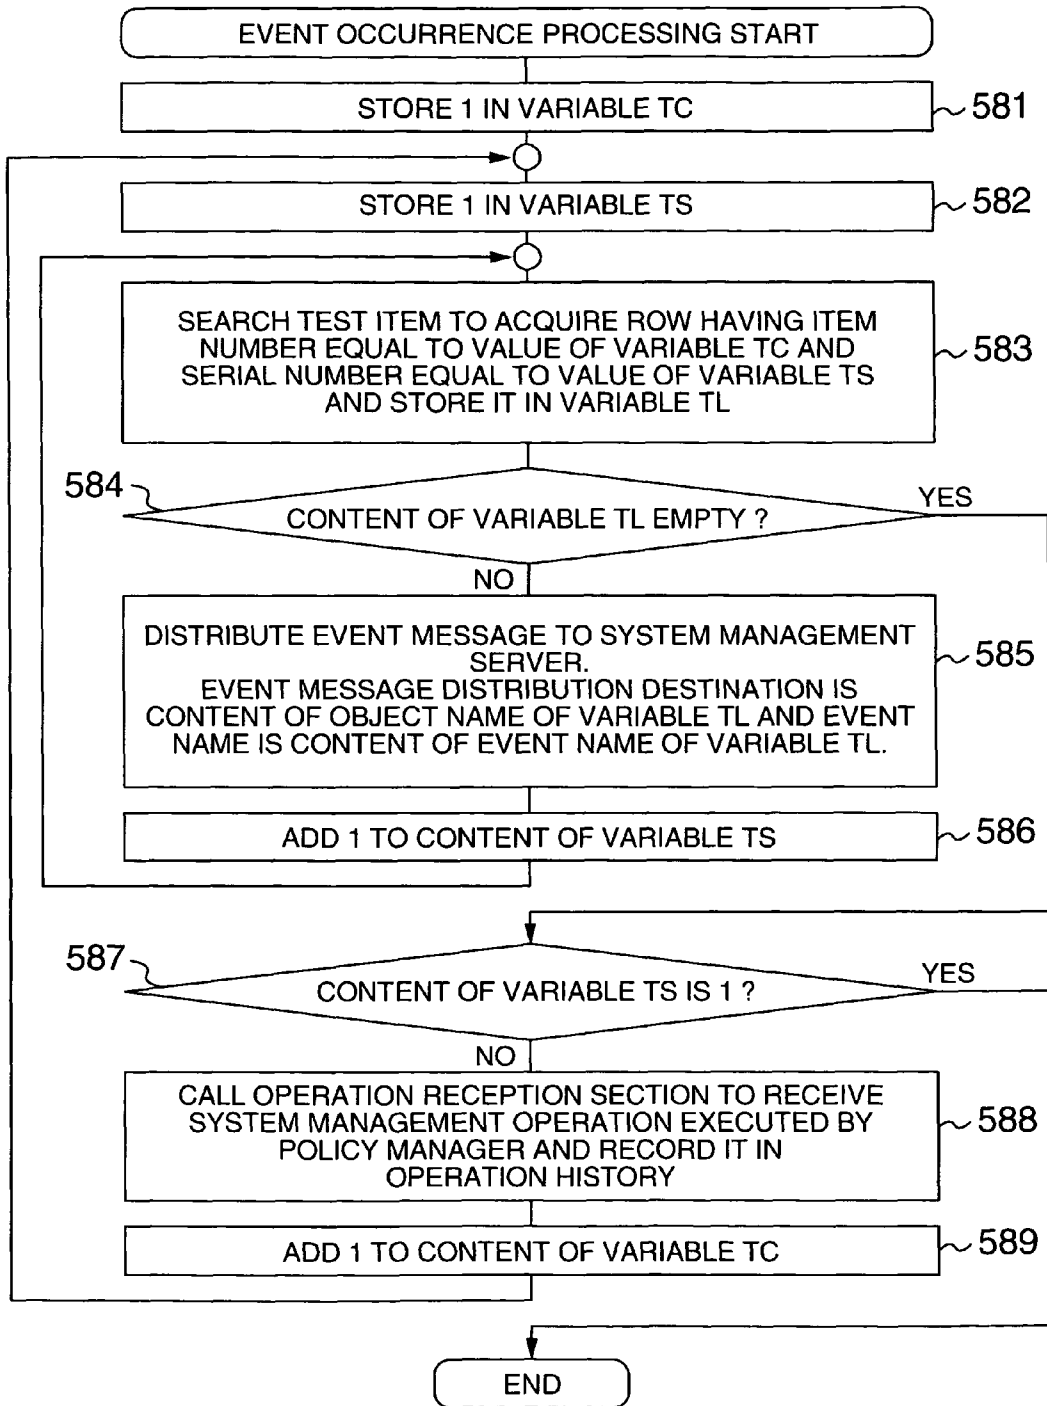 EVENT OCCURRENCE PROCESSING START
STORE 1 IN VARIABLE TC
581
STORE 1 IN VARIABLE TS
582
SEARCH TEST ITEM TO ACQUIRE ROW HAVING ITEM
NUMBER EQUAL TO VALUE OF VARIABLE TC AND
SERIAL NUMBER EQUAL TO VALUE OF VARIABLE TS
AND STORE IT IN VARIABLE TL
583
584
CONTENT OF VARIABLE TL EMPTY ?
YES
NO
DISTRIBUTE EVENT MESSAGE TO SYSTEM MANAGEMENT
SERVER.
EVENT MESSAGE DISTRIBUTION DESTINATION IS
CONTENT OF OBJECT NAME OF VARIABLE TL AND EVENT
NAME IS CONTENT OF EVENT NAME OF VARIABLE TL.
585
ADD 1 TO CONTENT OF VARIABLE TS
586
587
CONTENT OF VARIABLE TS IS 1 ?
YES
NO
CALL OPERATION RECEPTION SECTION TO RECEIVE
SYSTEM MANAGEMENT OPERATION EXECUTED BY
POLICY MANAGER AND RECORD IT IN
OPERATION HISTORY
588
ADD 1 TO CONTENT OF VARIABLE TC
589
END